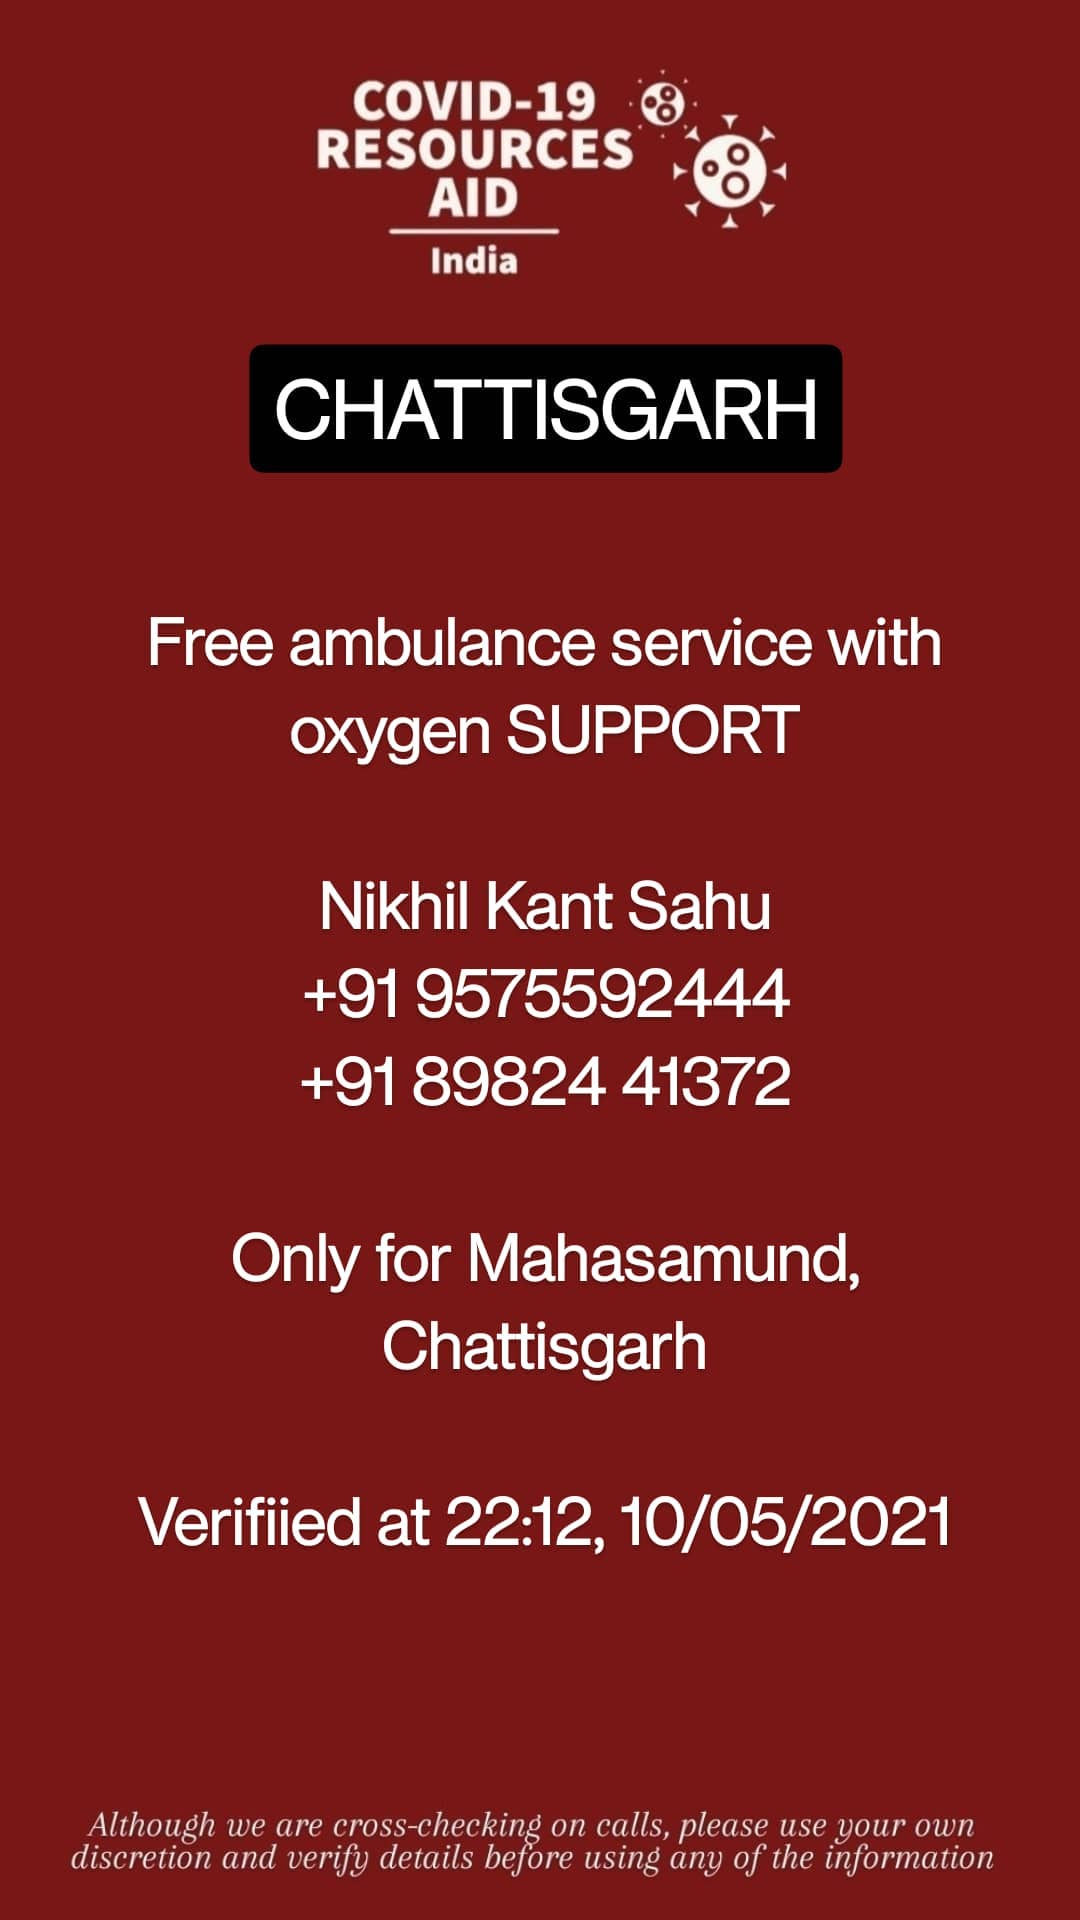 COVID-19
RESOURCES
AID
India
CHATTISGARH
Free ambulance service with
oxygen SUPPORT
Nikhil Kant Sahu
+91 9575592444
+91 89824 41372
Only for Mahasamund,
Chattisgarh
Verifiied at 22:12, 10/05/2021
Although we are cross-checking on calls, please use your own
discretion and verify details before using any of the information